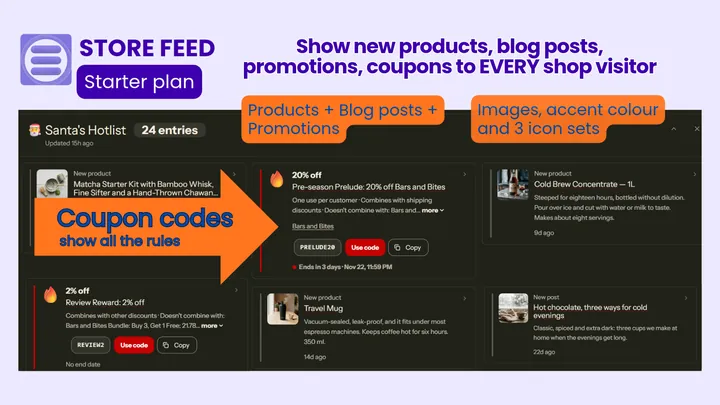 STORE FEED
Starter plan
Show new products, blog posts,
promotions, coupons to EVERY shop visitor
Products + Blog posts +
Promotions
Images, accent colour
and 3 icon sets
Santa's Hotlist
24 entries
Updated 15h ago
New product
Matcha Starter Kit with Bamboo Whisk,
Fine Sifter and a Hand-Thrown Chawan...
Coupon codes
show all the rules
20% off
Pre-season Prelude: 20% off Bars and Bites
One use per customer · Combines with shipping
discounts · Doesn't combine with: Bars and... more
Bars and Bites
PRELUDE20
Use code
Copy
Ends in 3 days · Nov 22, 11:59 PM
New product
Cold Brew Concentrate — 1L
Steeped for eighteen hours, bottled without dilution.
Pour over ice and cut with water or milk to taste.
Makes about eight servings.
9d ago
2% off
Review Reward: 2% off
Combines with other discounts · Doesn't combine with:
Bars and Bites Bundle: Buy 3, Get 1 Free: 21.78... more
REVIEW2
Use code
Copy
No end date
New product
Travel Mug
Vacuum-sealed, leak-proof, and it fits under most
espresso machines. Keeps coffee hot for six hours.
350 ml.
14d ago
New post
Hot chocolate, three ways for cold
evenings
Classic, spiced and extra dark: three cups we make at
home when the evenings get long.
22d ago